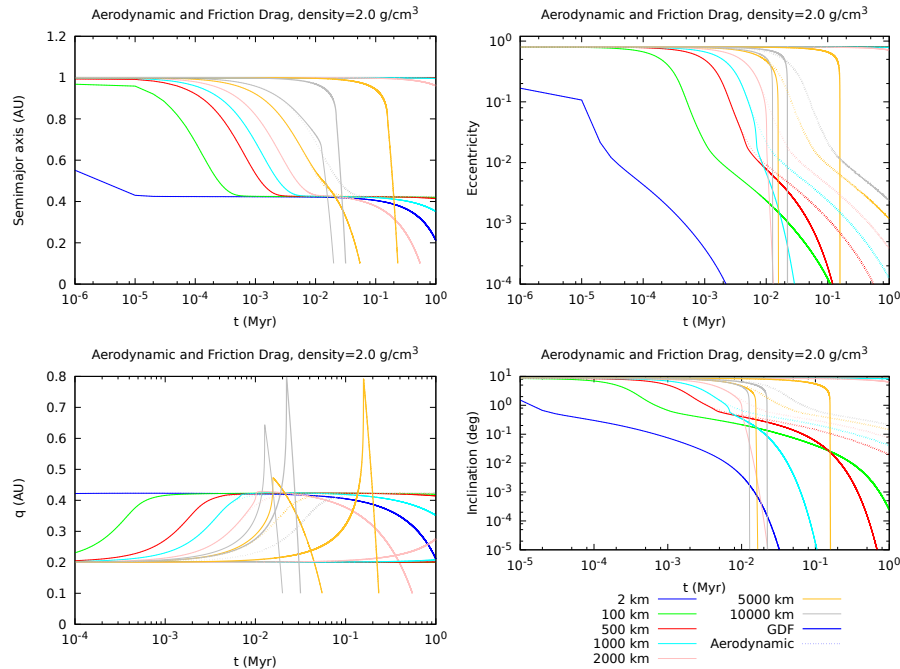 Aerodynamic and Friction Drag, density=2.0 g/cm³
Semimajor axis (AU)
1.2
1
0.8
0.6
0.4
0.2
0
10⁻⁶ 10⁻⁵ 10⁻⁴ 10⁻³ 10⁻² 10⁻¹ 10⁰
t (Myr)
Aerodynamic and Friction Drag, density=2.0 g/cm³
Eccentricity
10⁰
10⁻¹
10⁻²
10⁻³
10⁻⁴
10⁻⁶ 10⁻⁵ 10⁻⁴ 10⁻³ 10⁻² 10⁻¹ 10⁰
t (Myr)
Aerodynamic and Friction Drag, density=2.0 g/cm³
q (AU)
0.8
0.7
0.6
0.5
0.4
0.3
0.2
0.1
0
10⁻⁴ 10⁻³ 10⁻² 10⁻¹ 10⁰
t (Myr)
Aerodynamic and Friction Drag, density=2.0 g/cm³
Inclination (deg)
10¹
10⁰
10⁻¹
10⁻²
10⁻³
10⁻⁴
10⁻⁵
10⁻⁵ 10⁻⁴ 10⁻³ 10⁻² 10⁻¹ 10⁰
t (Myr)
2 km
100 km
500 km
1000 km
2000 km
5000 km
10000 km
GDF
Aerodynamic